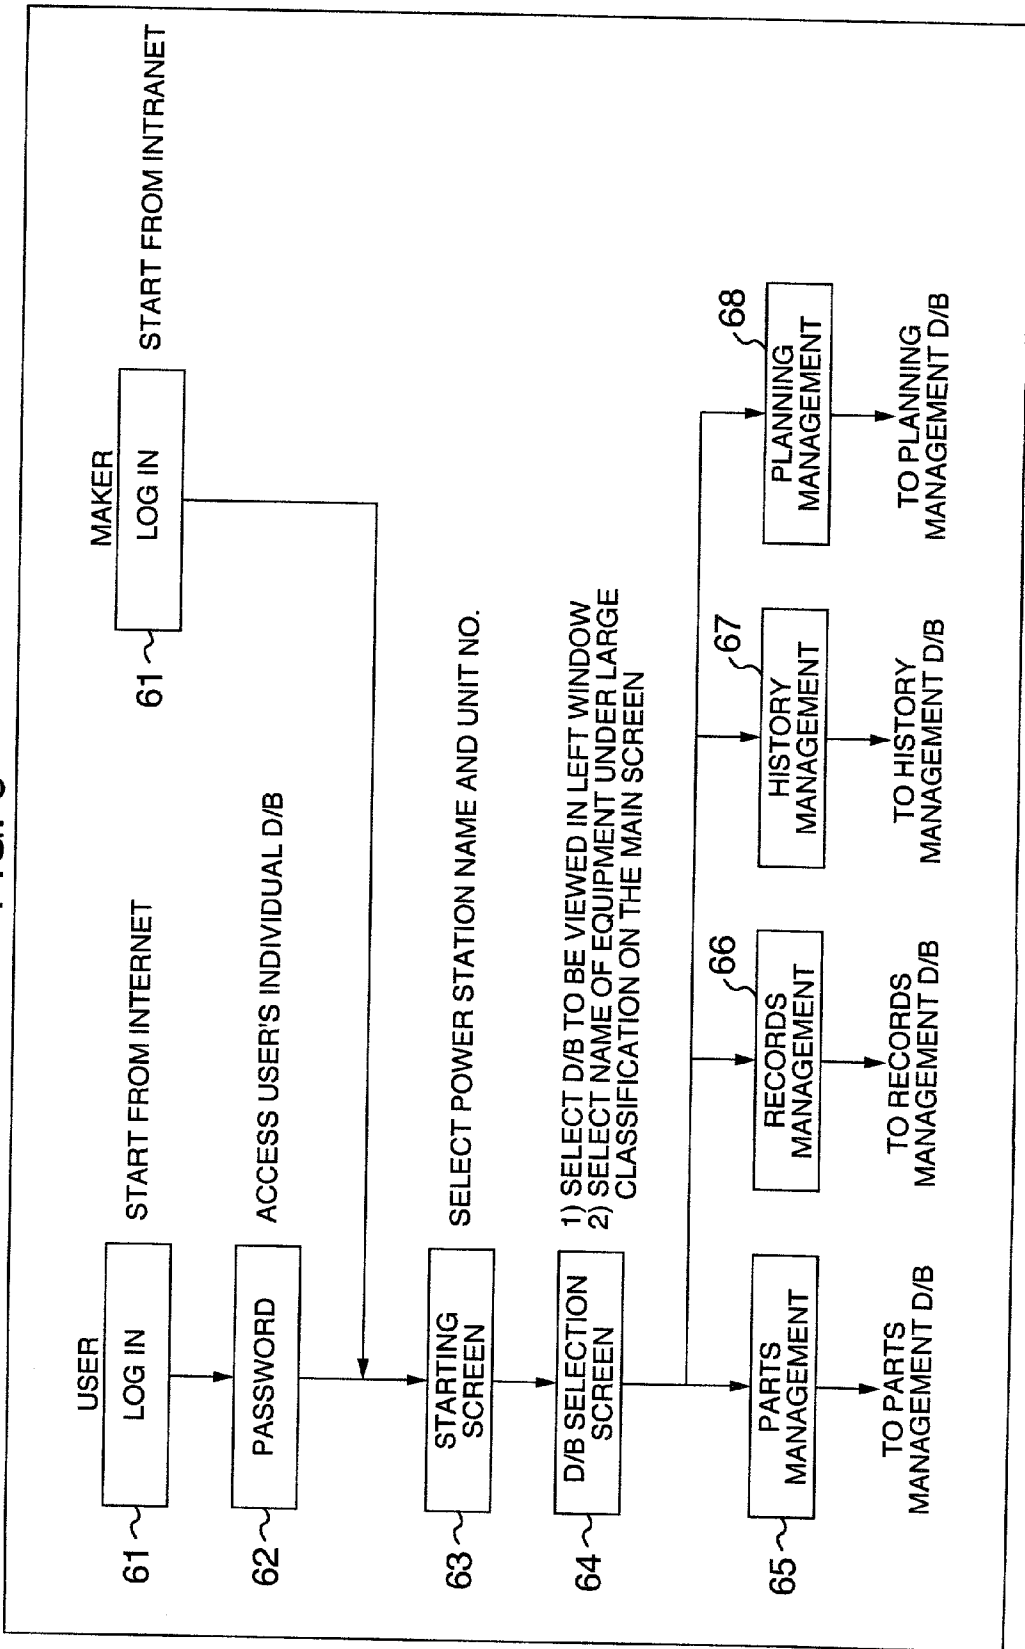 USER
61
LOG IN
START FROM INTERNET
MAKER
61
LOG IN
START FROM INTRANET
62
PASSWORD
ACCESS USER'S INDIVIDUAL D/B
63
STARTING
SCREEN
SELECT POWER STATION NAME AND UNIT NO.
64
D/B SELECTION
SCREEN
1) SELECT D/B TO BE VIEWED IN LEFT WINDOW
2) SELECT NAME OF EQUIPMENT UNDER LARGE
CLASSIFICATION ON THE MAIN SCREEN
65
PARTS
MANAGEMENT
TO PARTS
MANAGEMENT D/B
66
RECORDS
MANAGEMENT
TO RECORDS
MANAGEMENT D/B
67
HISTORY
MANAGEMENT
TO HISTORY
MANAGEMENT D/B
68
PLANNING
MANAGEMENT
TO PLANNING
MANAGEMENT D/B